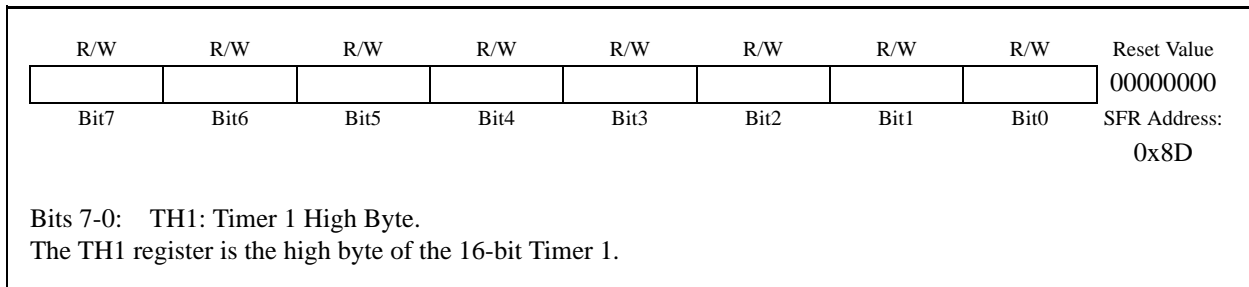 R/W R/W R/W R/W R/W R/W R/W R/W Reset Value
00000000
Bit7 Bit6 Bit5 Bit4 Bit3 Bit2 Bit1 Bit0 SFR Address:
0x8D
Bits 7-0: TH1: Timer 1 High Byte.
The TH1 register is the high byte of the 16-bit Timer 1.